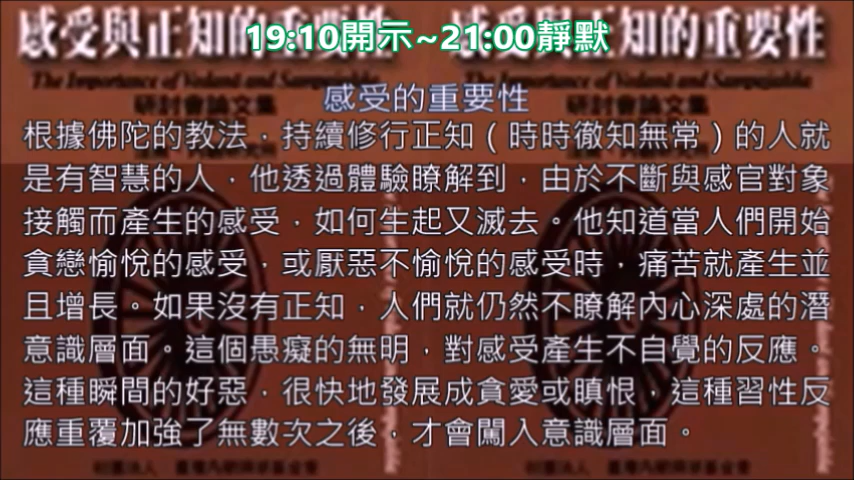 感受與正知的重要性 感受與正知的重要性
19:10開示~21:00靜默
The Importance of Vedanā and Sampajañña The Importance of Vedanā and Sampajañña
研討會論文集 研討會論文集
感受的重要性
根據佛陀的教法，持續修行正知（時時徹知無常）的人就
是有智慧的人，他透過體驗瞭解到，由於不斷與感官對象
接觸而產生的感受，如何生起又滅去。他知道當人們開始
貪戀愉悅的感受，或厭惡不愉悅的感受時，痛苦就產生並
且增長。如果沒有正知，人們就仍然不瞭解內心深處的潛
意識層面。這個愚癡的無明，對感受產生不自覺的反應。
這種瞬間的好惡，很快地發展成貪愛或瞋恨，這種習性反
應重覆加強了無數次之後，才會闖入意識層面。